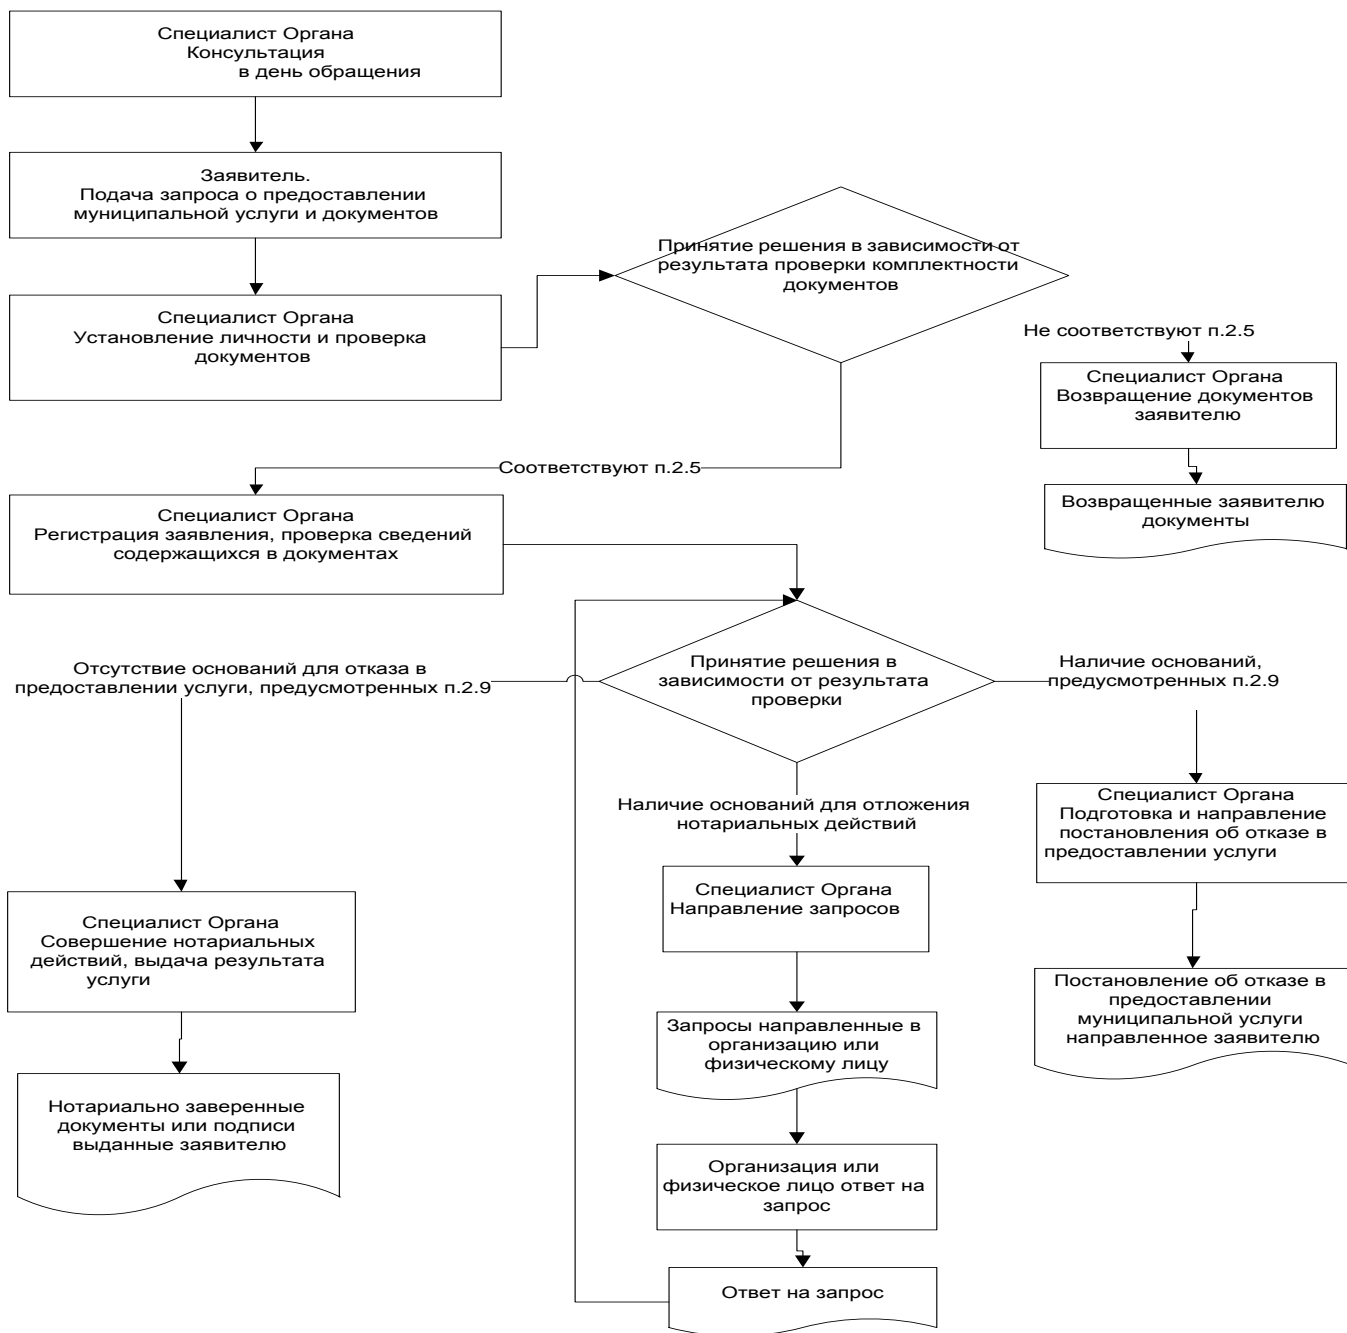 Специалист Органа
Консультация
в день обращения
Заявитель.
Подача запроса о предоставлении
муниципальной услуги и документов
Специалист Органа
Установление личности и проверка
документов
Принятие решения в зависимости от
результата проверки комплектности
документов
Не соответствуют п.2.5
Специалист Органа
Возвращение документов
заявителю
Возвращенные заявителю
документы
Соответствуют п.2.5
Специалист Органа
Регистрация заявления, проверка сведений
содержащихся в документах
Принятие решения в
зависимости от результата
проверки
Отсутствие оснований для отказа в
предоставлении услуги, предусмотренных п.2.9
Наличие оснований,
предусмотренных п.2.9
Наличие оснований для отложения
нотариальных действий
Специалист Органа
Подготовка и направление
постановления об отказе в
предоставлении услуги
Специалист Органа
Направление запросов
Специалист Органа
Совершение нотариальных
действий, выдача результата
услуги
Постановление об отказе в
предоставлении
муниципальной услуги
направленное заявителю
Запросы направленные в
организацию или
физическому лицу
Нотариально заверенные
документы или подписи
выданные заявителю
Организация или
физическое лицо ответ на
запрос
Ответ на запрос